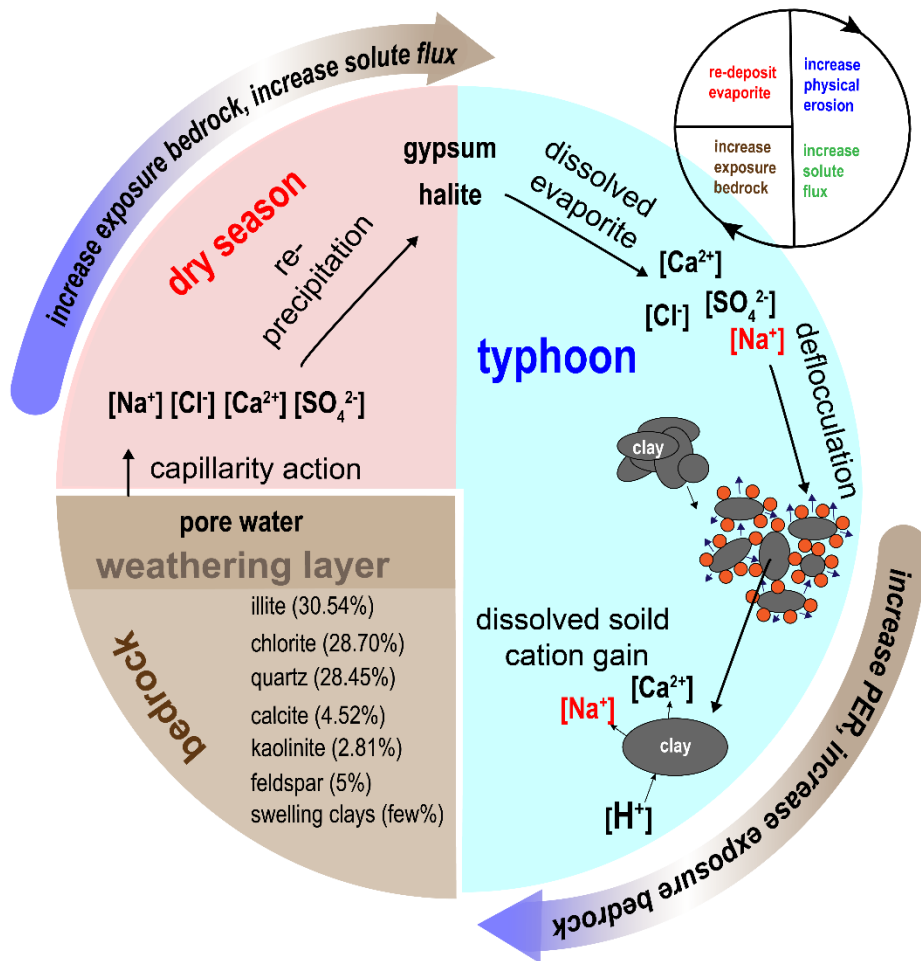 increase exposure bedrock, increase solute flux
re-deposit
evaporite
increase
physical
erosion
increase
exposure
bedrock
increase
solute
flux
dry season
re-
precipitation
gypsum
halite
dissolved
evaporite
[Ca²⁺]
[Cl⁻] [SO₄²⁻]
[Na⁺]
typhoon
deflocculation
[Na⁺] [Cl⁻] [Ca²⁺] [SO₄²⁻]
capillarity action
clay
pore water
weathering layer
bedrock
illite (30.54%)
chlorite (28.70%)
quartz (28.45%)
calcite (4.52%)
kaolinite (2.81%)
feldspar (5%)
swelling clays (few%)
dissolved soild
cation gain
[Ca²⁺]
[Na⁺]
clay
[H⁺]
increase PER, increase exposure bedrock